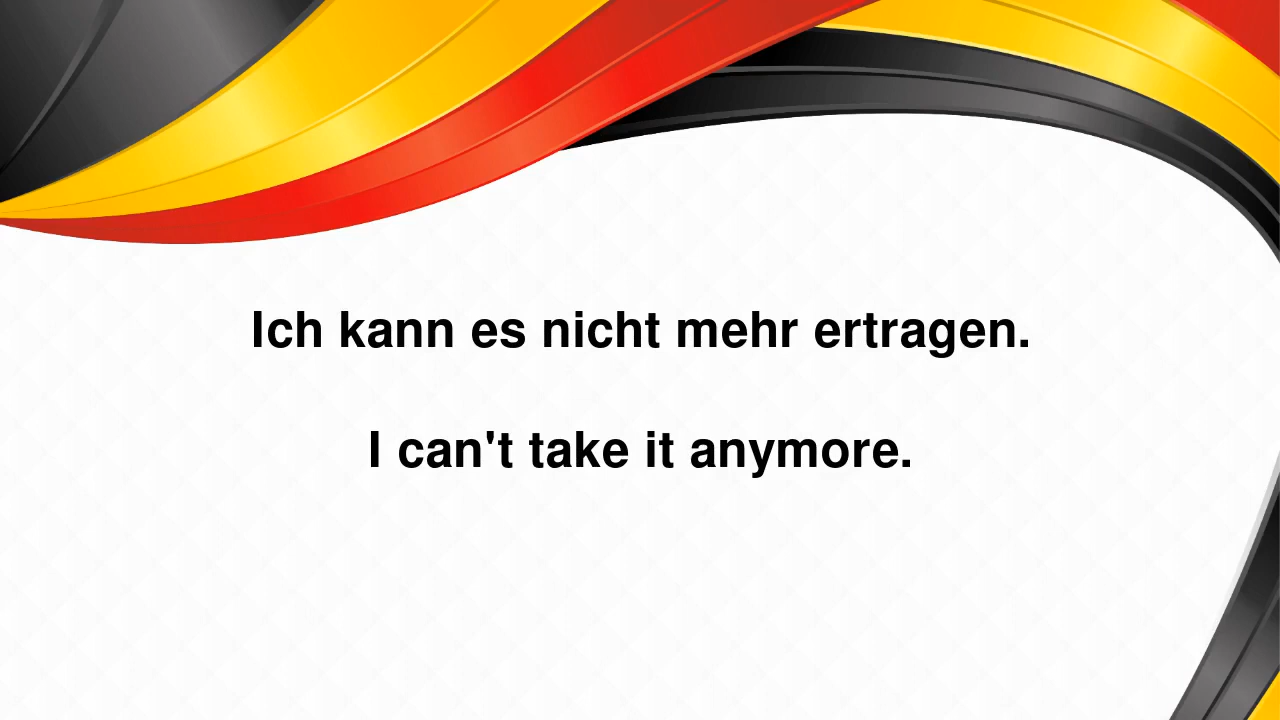 Ich kann es nicht mehr ertragen.
I can't take it anymore.